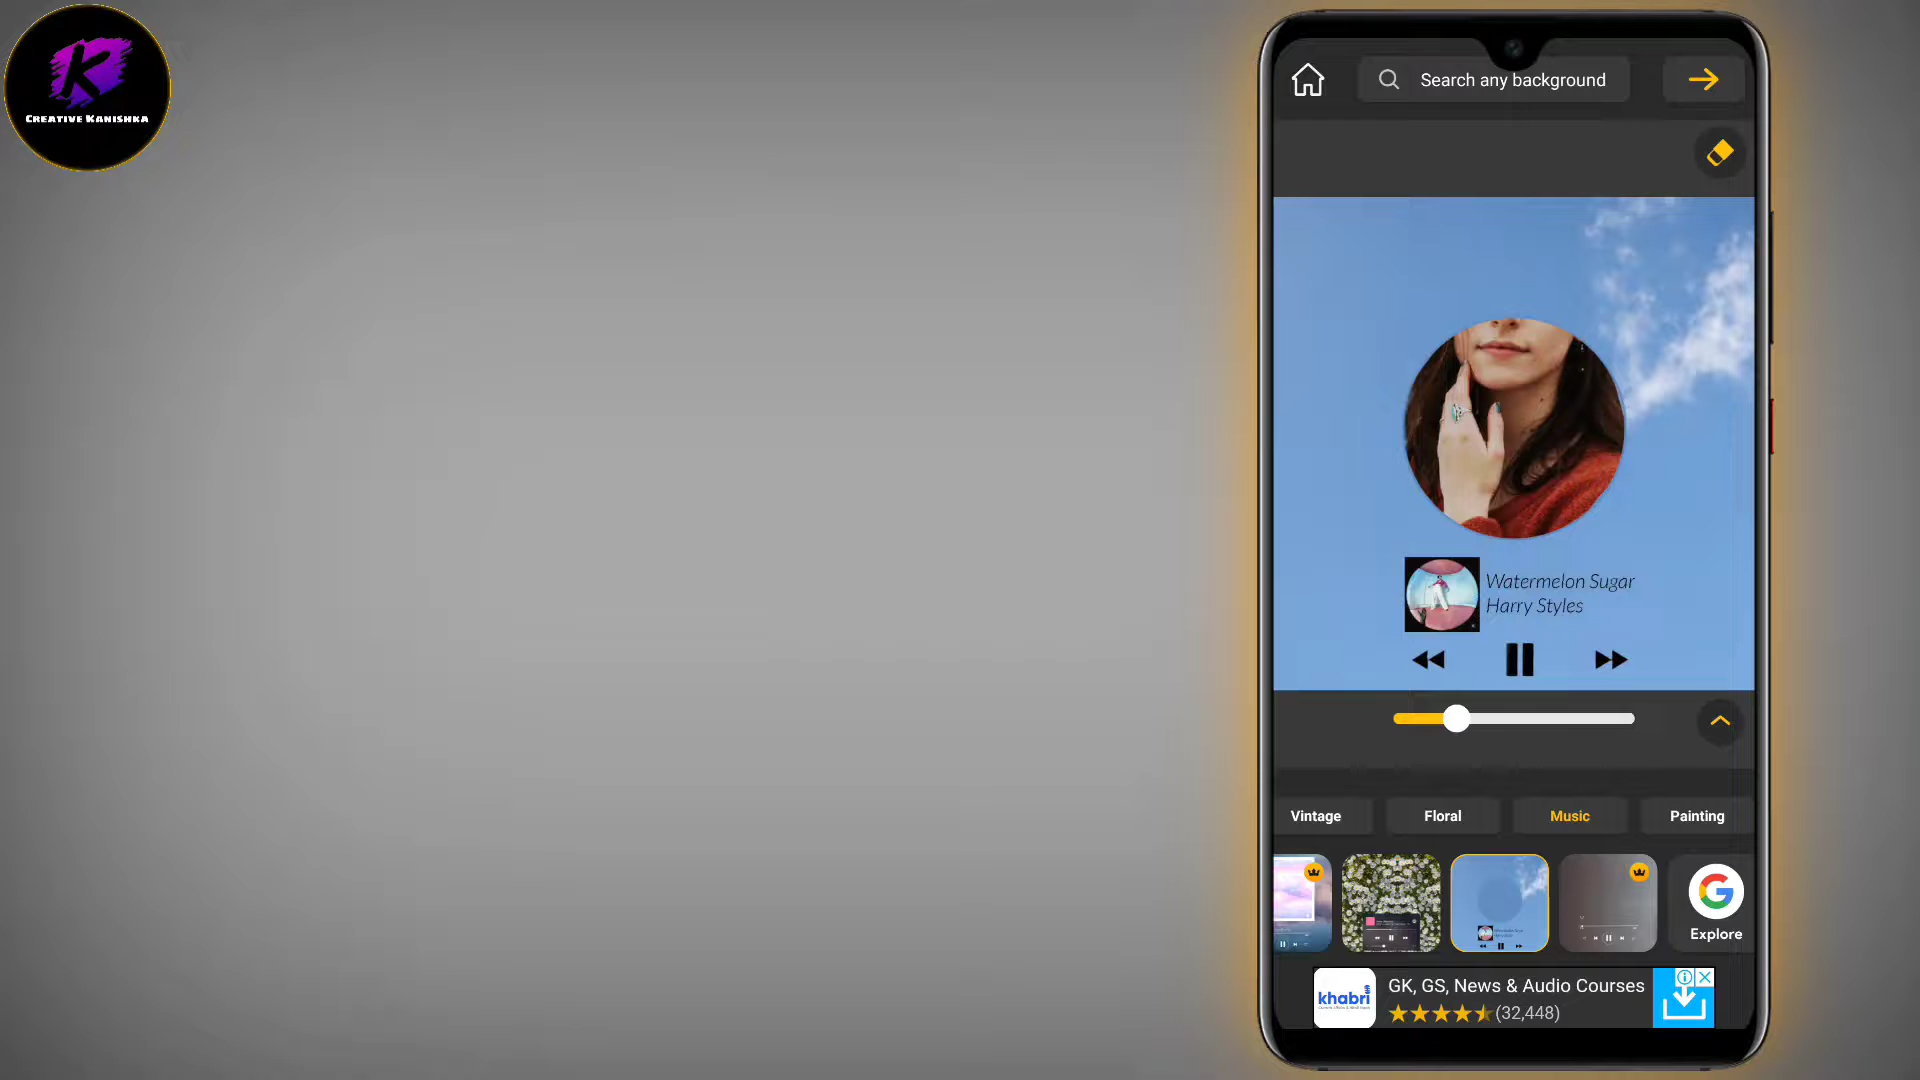 K
CREATIVE KANISHKA
Search any background
Watermelon Sugar
Harry Styles
Vintage
Floral
Music
Painting
Explore
khabri
GK, GS, News & Audio Courses
(32,448)